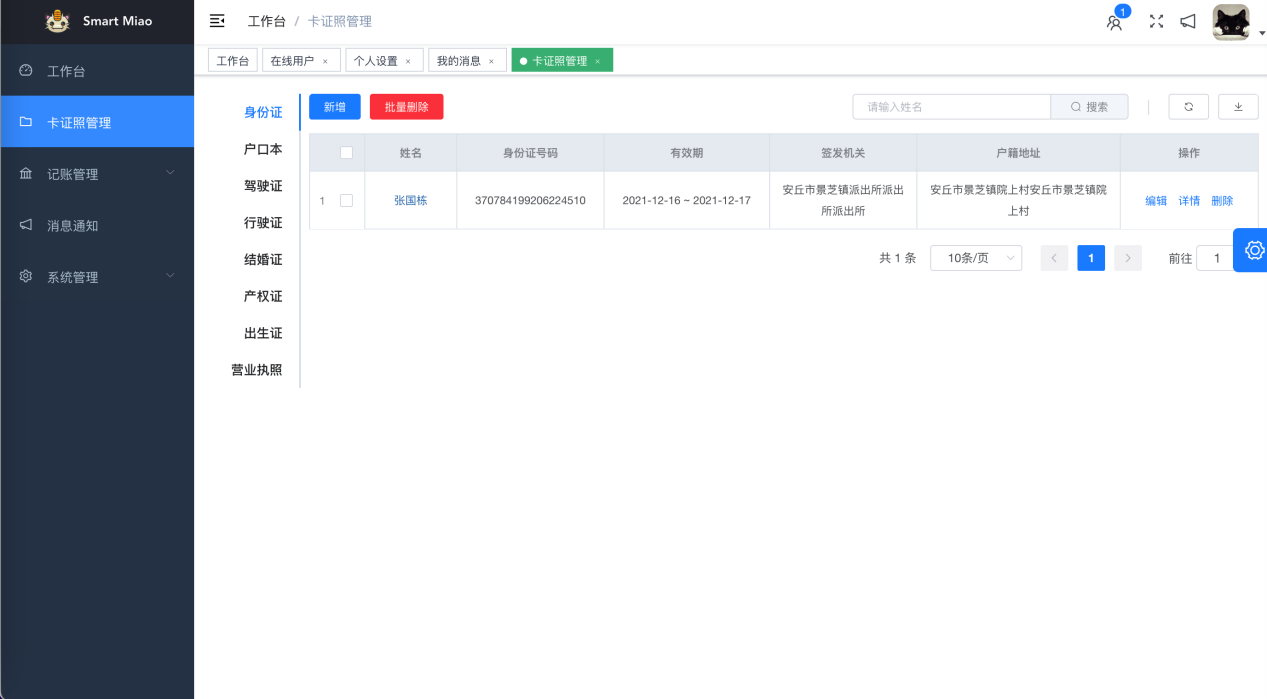 Smart Miao
工作台 / 卡证照管理
1
工作台
在线用户 ×
个人设置 ×
我的消息 ×
卡证照管理 ×
工作台
卡证照管理
记账管理
消息通知
系统管理
身份证
户口本
驾驶证
行驶证
结婚证
产权证
出生证
营业执照
新增
批量删除
请输入姓名
搜索
姓名
身份证号码
有效期
签发机关
户籍地址
操作
1
张国栋
370784199206224510
2021-12-16 ~ 2021-12-17
安丘市景芝镇派出所派出
所派出所
安丘市景芝镇院上村安丘市景芝镇院
上村
编辑 详情 删除
共 1 条
10条/页
1
前往
1